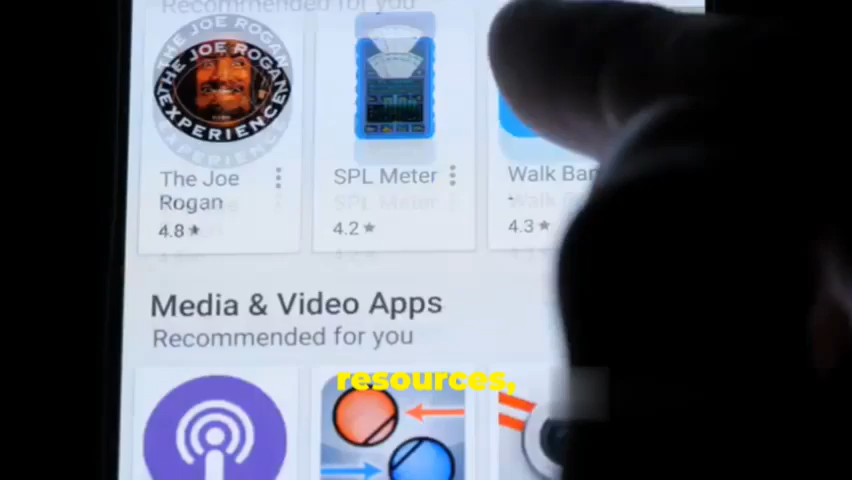 Recommended for you
THE JOE ROGAN
EXPERIENCE
The Joe
Rogan
4.8 ★
SPL Meter
4.2 ★
Walk Ban
4.3 ★
Media & Video Apps
Recommended for you
resources,